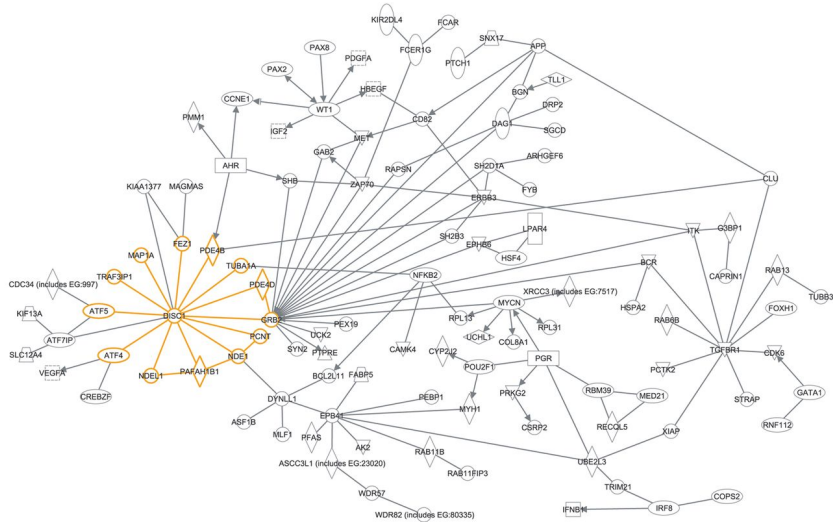 KIR2DL4
FCAR
PAX8
SNX17
APP
PDGFA
FCER1G
PTCH1
PAX2
TLL1
HBEGF
BGN
CCNE1
WT1
DRP2
PMM1
CD82
DAG1
IGF2
MET
SGCD
GAB2
ARHGEF6
AHR
RAPSN
SH2D1A
ZAP70
CLU
SHB
KIAA1377
MAGMAS
FYB
ERBB3
LPAR4
MAP1A
FEZ1
PDE4B
SH2B3
ITK
G3BP1
EPHB6
TUBA1A
HSF4
TRAF3IP1
NFKB2
BCR
RAB13
CAPRIN1
CDC34 (includes EG:997)
PDE4D
XRCC3 (includes EG:7517)
TUBB3
MYCN
HSPA2
ATF5
FOXH1
KIF13A
DISC1
GRB2
RPL13
RAB6B
PEX19
UCK2
RPL31
ATF7IP
PCNT
UCHL1
SYN2
COL8A1
TGFBR1
SLC12A4
NDE1
PTPRE
CAMK4
CYP2J2
CDK6
ATF4
PGR
POU2F1
PCTK2
VEGFA
NDEL1
PAFAH1B1
BCL2L11
FABP5
PRKG2
RBM39
MED21
STRAP
GATA1
CREBZF
DYNLL1
PEBP1
MYH1
CSRP2
RECQL5
RNF112
ASF1B
EPB41
XIAP
MLF1
PFAS
AK2
RAB11B
ASCC3L1 (includes EG:23020)
UBE2L3
RAB11FIP3
WDR57
TRIM21
COPS2
WDR82 (includes EG:80335)
IFNB1
IRF8